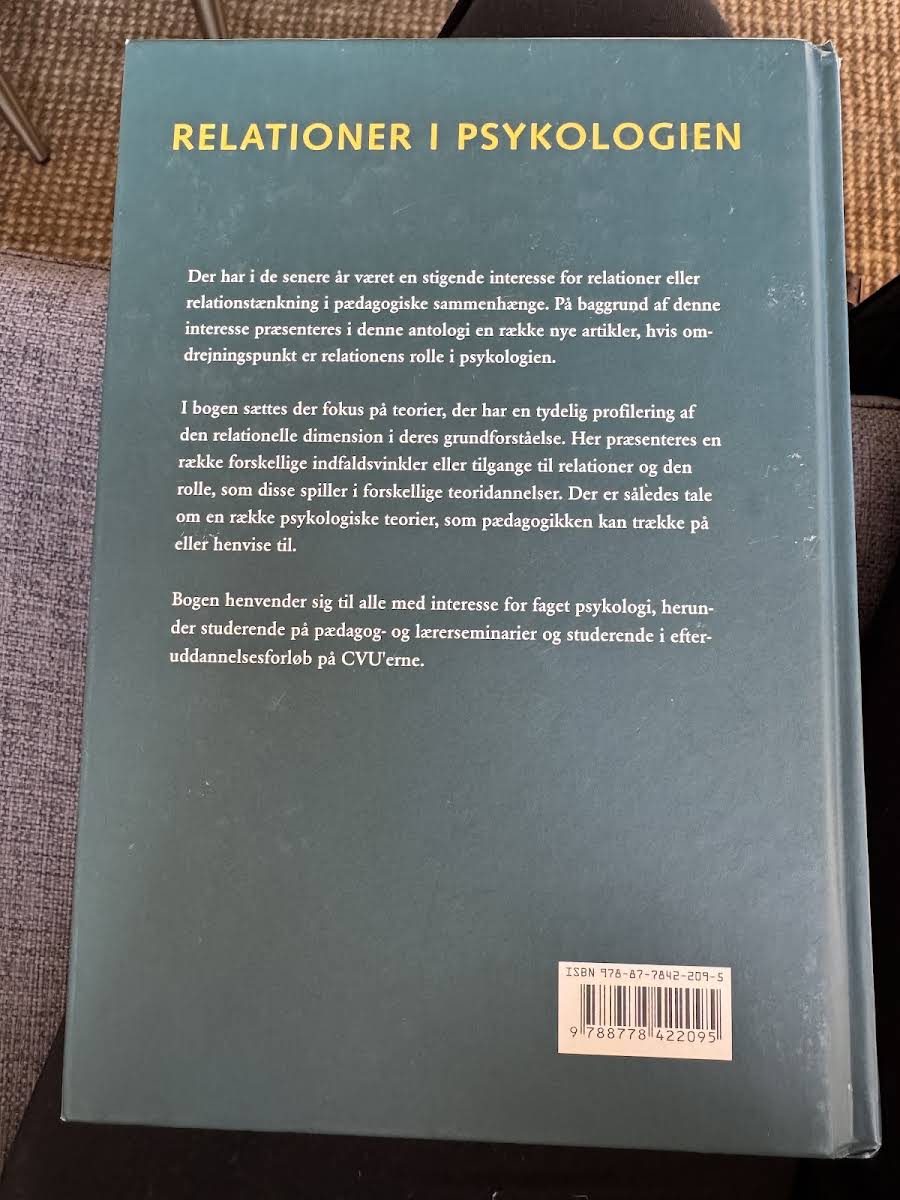 RELATIONER I PSYKOLOGIEN
Der har i de senere år været en stigende interesse for relationer eller
relationstænkning i pædagogiske sammenhænge. På baggrund af denne
interesse præsenteres i denne antologi en række nye artikler, hvis om-
drejningspunkt er relationens rolle i psykologien.
I bogen sættes der fokus på teorier, der har en tydelig profilering af
den relationelle dimension i deres grundforståelse. Her præsenteres en
række forskellige indfaldsvinkler eller tilgange til relationer og den
rolle, som disse spiller i forskellige teoridannelser. Der er således tale
om en række psykologiske teorier, som pædagogikken kan trække på
eller henvise til.
Bogen henvender sig til alle med interesse for faget psykologi, herun-
der studerende på pædagog- og lærerseminarier og studerende i efter-
uddannelsesforløb på CVU'erne.
ISBN 978-87-7842-209-5
9 788778 422095